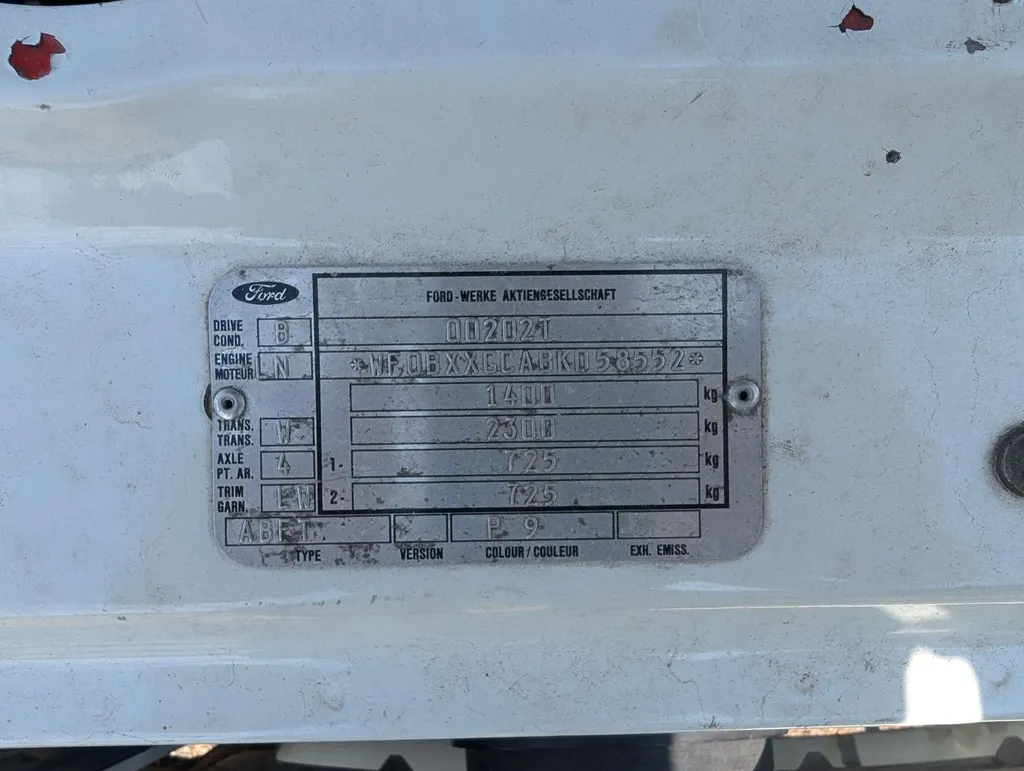 Ford
FORD-WERKE AKTIENGESELLSCHAFT
DRIVE COND. B
00202T
ENGINE MOTEUR LN
*WF0BXXGCABKD58552*
1400 kg
TRANS. TRANS. W
2300 kg
AXLE PT. AR. 4
1- 725 kg
TRIM GARN. LW
2- 725 kg
ABFT P 9
TYPE VERSION COLOUR/COULEUR EXH. EMISS.